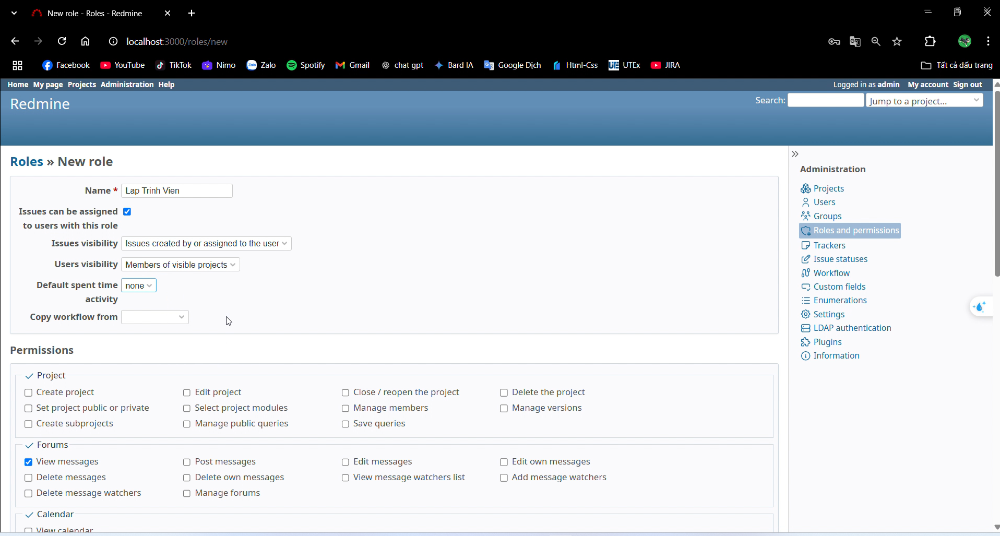 New role - Roles - Redmine
localhost:3000/roles/new
Facebook YouTube TikTok Nimo Zalo Spotify Gmail chat gpt Bard IA Google Dịch Html-Css UTEx JIRA Tất cả dấu trang
Home My page Projects Administration Help Logged in as admin My account Sign out
Redmine Search: Jump to a project...
Roles » New role
Name * Lap Trinh Vien
Issues can be assigned
to users with this role
Issues visibility Issues created by or assigned to the user
Users visibility Members of visible projects
Default spent time none
activity
Copy workflow from
Permissions
Project
Create project Edit project Close / reopen the project Delete the project
Set project public or private Select project modules Manage members Manage versions
Create subprojects Manage public queries Save queries
Forums
View messages Post messages Edit messages Edit own messages
Delete messages Delete own messages View message watchers list Add message watchers
Delete message watchers Manage forums
Calendar
View calendar
Administration
Projects
Users
Groups
Roles and permissions
Trackers
Issue statuses
Workflow
Custom fields
Enumerations
Settings
LDAP authentication
Plugins
Information